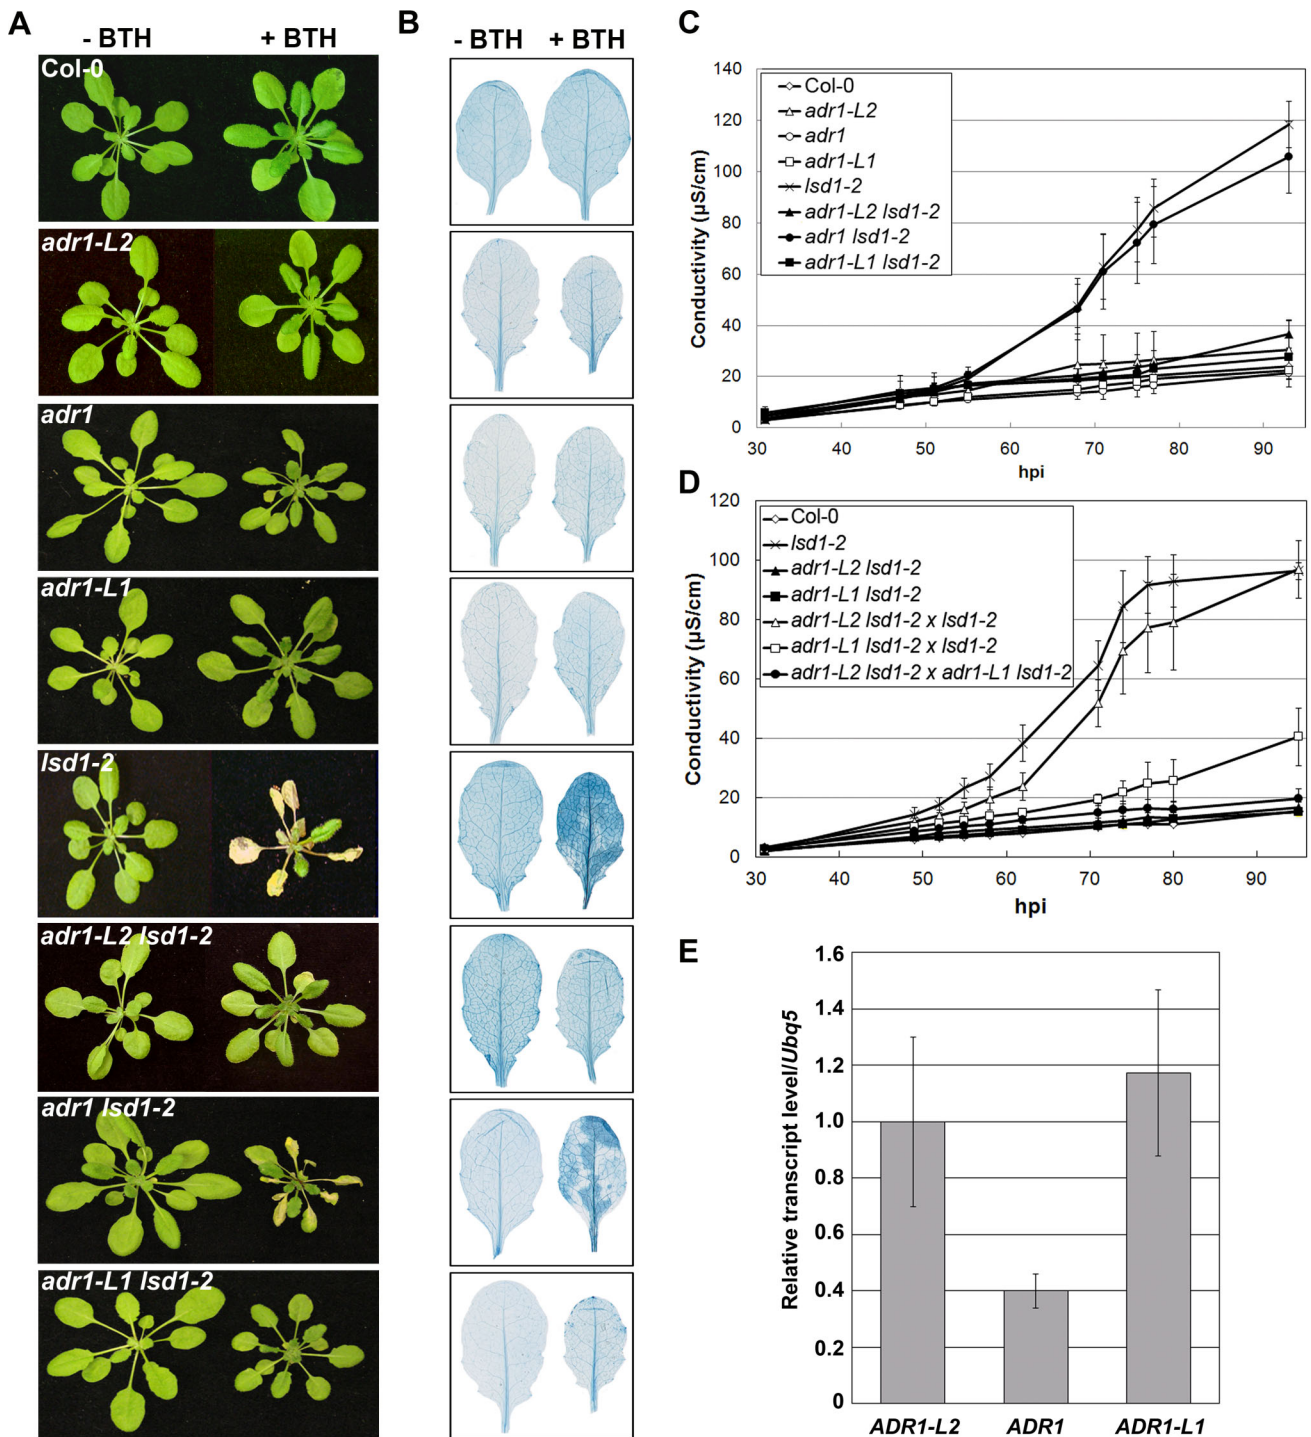 A
- BTH
+ BTH
Col-0
adr1-L2
adr1
adr1-L1
lsd1-2
adr1-L2 lsd1-2
adr1 lsd1-2
adr1-L1 lsd1-2
B
- BTH
+ BTH
C
140
120
100
80
60
40
20
0
Conductivity (µS/cm)
Col-0
adr1-L2
adr1
adr1-L1
lsd1-2
adr1-L2 lsd1-2
adr1 lsd1-2
adr1-L1 lsd1-2
30 40 50 60 70 80 90
hpi
D
120
100
80
60
40
20
0
Conductivity (µS/cm)
Col-0
lsd1-2
adr1-L2 lsd1-2
adr1-L1 lsd1-2
adr1-L2 lsd1-2 x lsd1-2
adr1-L1 lsd1-2 x lsd1-2
adr1-L2 lsd1-2 x adr1-L1 lsd1-2
30 40 50 60 70 80 90
hpi
E
1.6
1.4
1.2
1.0
0.8
0.6
0.4
0.2
0
Relative transcript level/Ubq5
ADR1-L2 ADR1 ADR1-L1